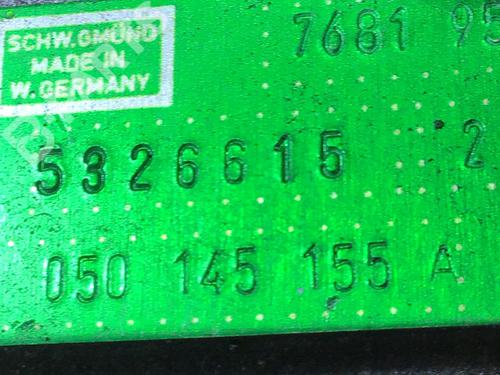 SCHW.GMÜND
MADE IN
W.GERMANY
7681 95
5326615 2
050 145 155 A